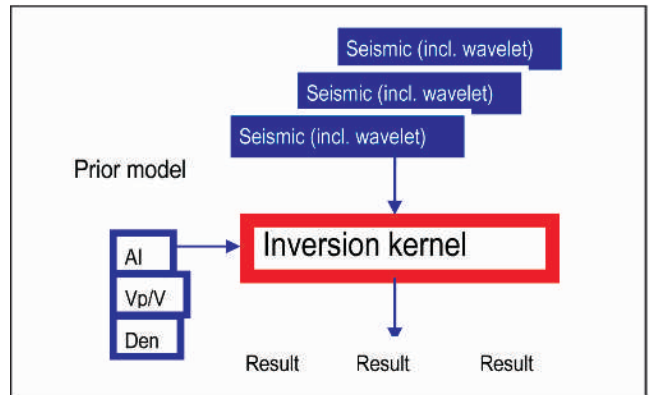 Seismic (incl. wavelet)
Seismic (incl. wavelet)
Seismic (incl. wavelet)
Prior model
Inversion kernel
AI
Vp/V
Den
Result Result Result